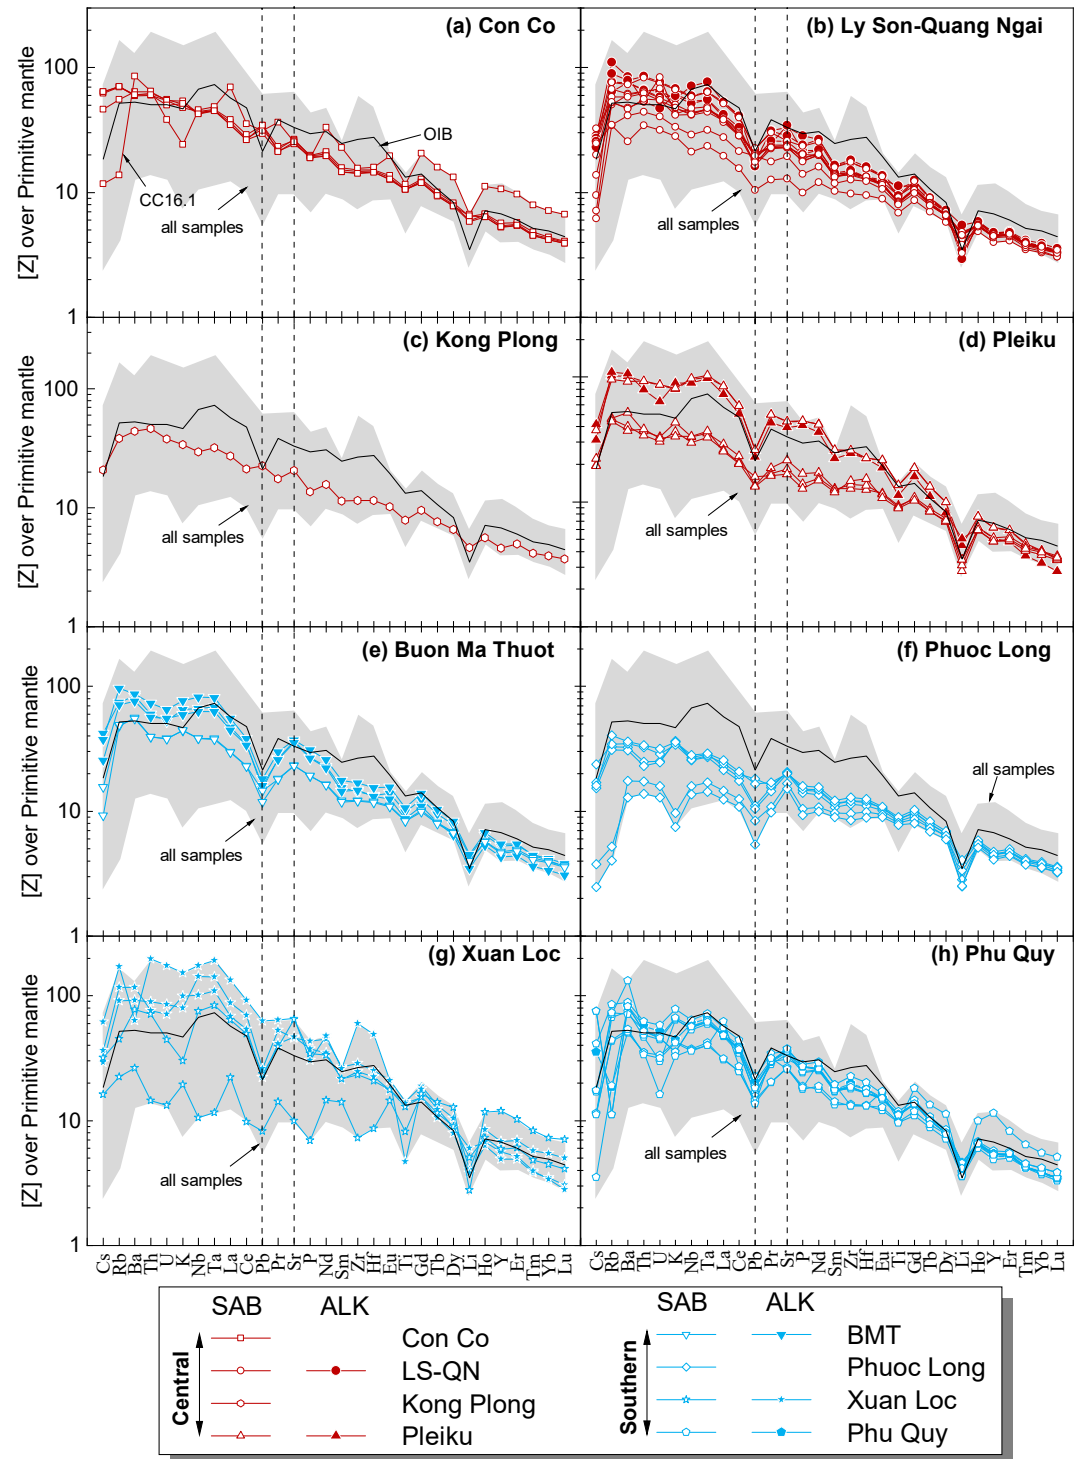 (a) Con Co
(b) Ly Son-Quang Ngai
[Z] over Primitive mantle
100
10
1
OIB
CC16.1
all samples
all samples
(c) Kong Plong
(d) Pleiku
[Z] over Primitive mantle
100
10
1
all samples
all samples
(e) Buon Ma Thuot
(f) Phuoc Long
[Z] over Primitive mantle
100
10
1
all samples
all samples
(g) Xuan Loc
(h) Phu Quy
[Z] over Primitive mantle
100
10
1
all samples
all samples
Cs Rb Ba Th U K Nb Ta La Ce Pb Pr Sr P Nd Sm Zr Hf Eu Ti Gd Tb Dy Li Ho Y Er Tm Yb Lu
Cs Rb Ba Th U K Nb Ta La Ce Pb Pr Sr P Nd Sm Zr Hf Eu Ti Gd Tb Dy Li Ho Y Er Tm Yb Lu
SAB ALK
Central
Con Co
LS-QN
Kong Plong
Pleiku
SAB ALK
Southern
BMT
Phuoc Long
Xuan Loc
Phu Quy